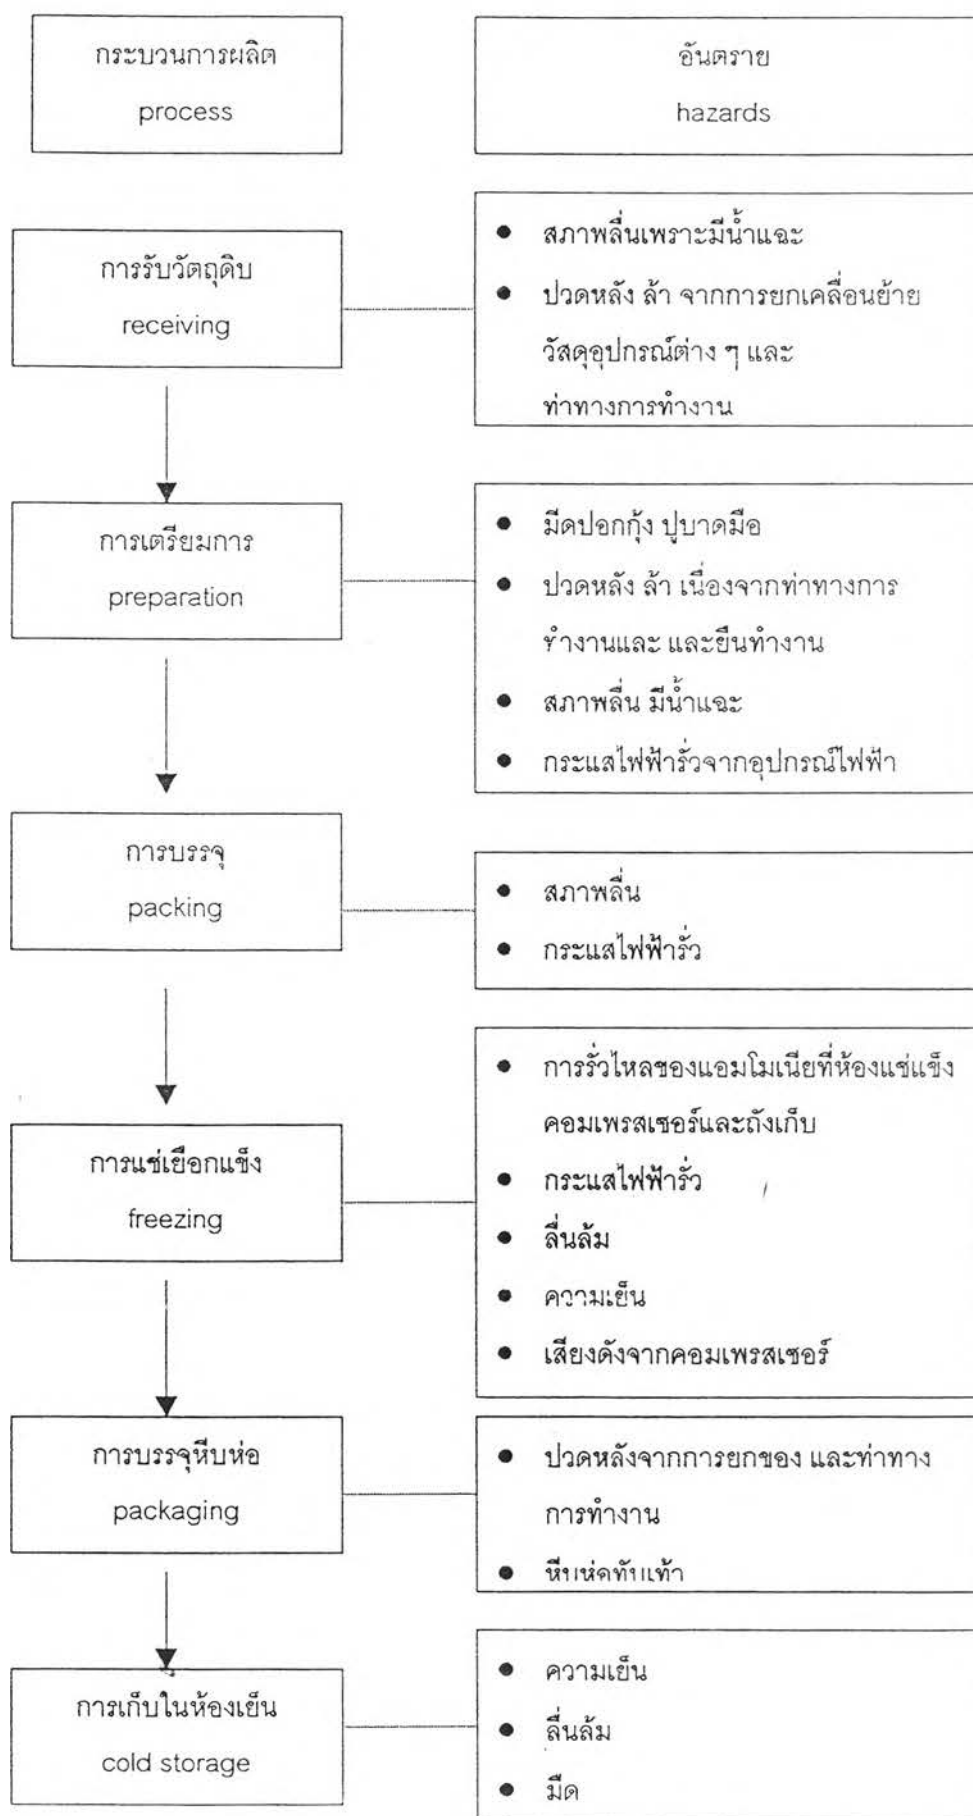 กระบวนการผลิต
process
อันตราย
hazards
การรับวัตถุดิบ
receiving
สภาพลื่นเพราะมีน้ำแฉะ
ปวดหลัง ล้า จากการยกเคลื่อนย้าย
วัสดุอุปกรณ์ต่าง ๆ และ
ท่าทางการทำงาน
การเตรียมการ
preparation
มีดปอกกุ้ง ปูบาดมือ
ปวดหลัง ล้า เนื่องจากท่าทางการ
ทำงานและ และยืนทำงาน
สภาพลื่น มีน้ำแฉะ
กระแสไฟฟ้ารั่วจากอุปกรณ์ไฟฟ้า
การบรรจุ
packing
สภาพลื่น
กระแสไฟฟ้ารั่ว
การแช่เยือกแข็ง
freezing
การรั่วไหลของแอมโมเนียที่ห้องแช่แข็ง
คอมเพรสเซอร์และถังเก็บ
กระแสไฟฟ้ารั่ว
ลื่นล้ม
ความเย็น
เสียงดังจากคอมเพรสเซอร์
การบรรจุหีบห่อ
packaging
ปวดหลังจากการยกของ และท่าทาง
การทำงาน
หีบห่อทับเท้า
การเก็บในห้องเย็น
cold storage
ความเย็น
ลื่นล้ม
มืด